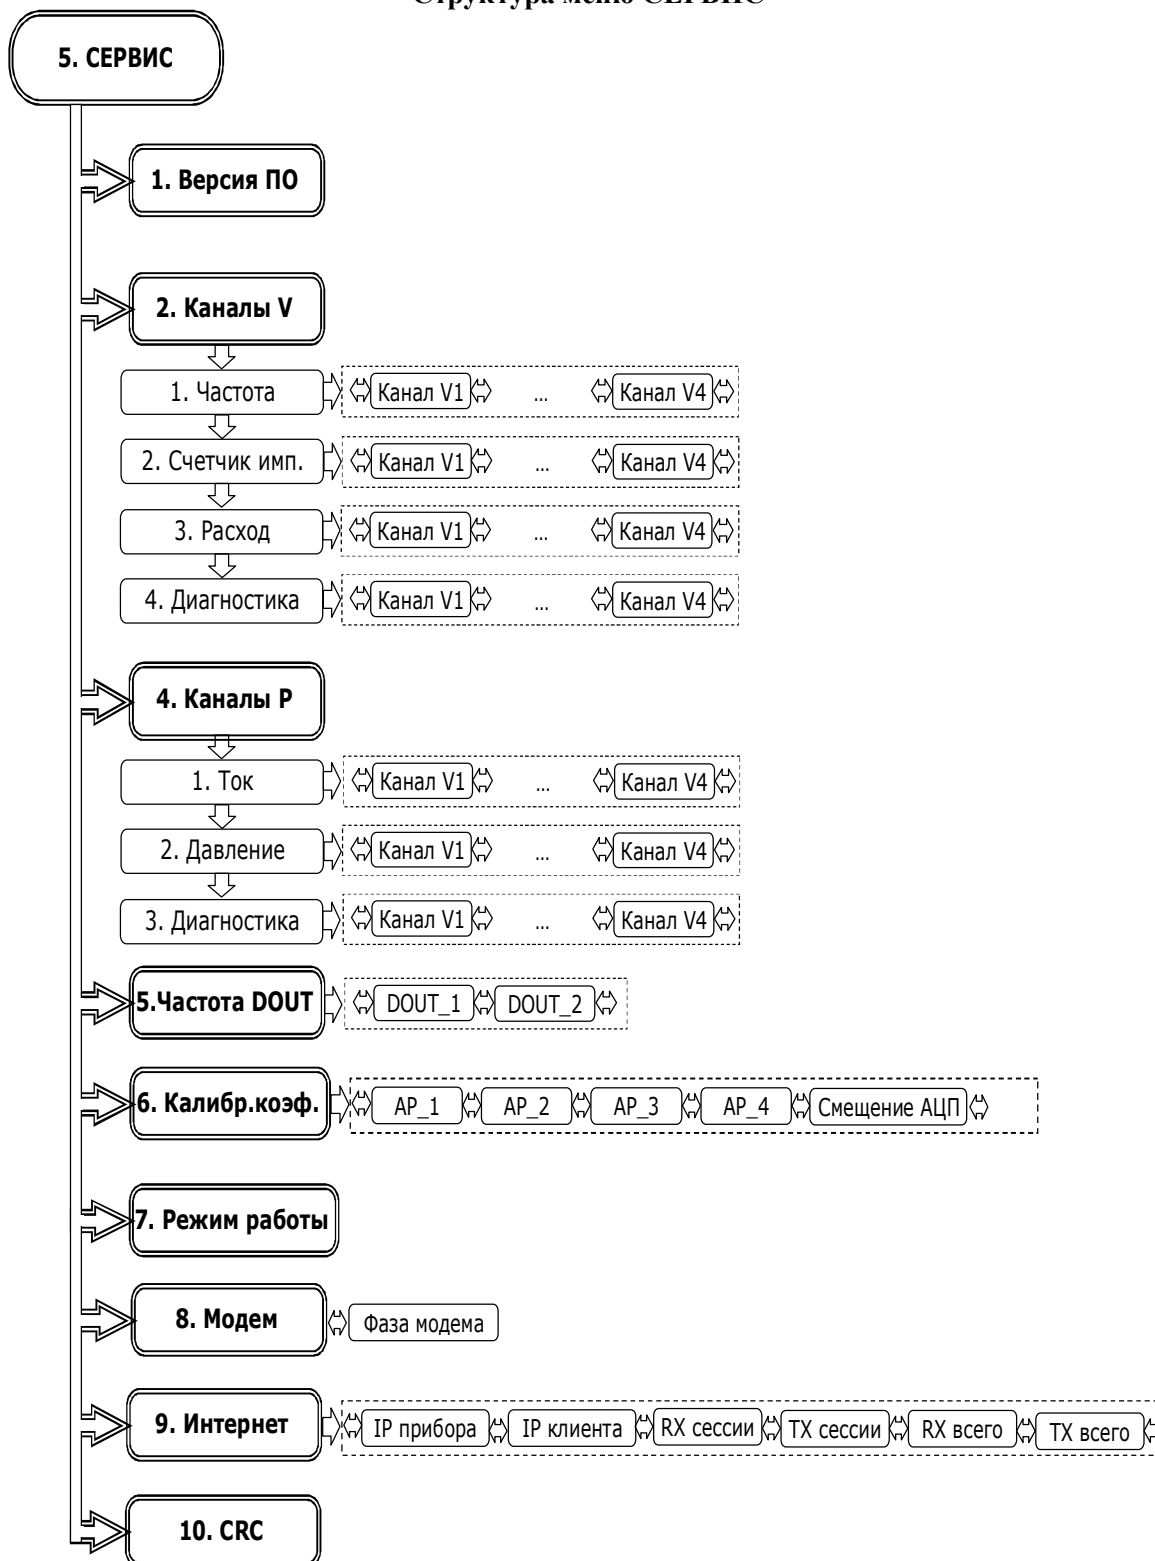 Структура меню СЕРВИС
5. СЕРВИС
1. Версия ПО
2. Каналы V
1. Частота Канал V1 ... Канал V4
2. Счетчик имп. Канал V1 ... Канал V4
3. Расход Канал V1 ... Канал V4
4. Диагностика Канал V1 ... Канал V4
4. Каналы P
1. Ток Канал V1 ... Канал V4
2. Давление Канал V1 ... Канал V4
3. Диагностика Канал V1 ... Канал V4
5.Частота DOUT DOUT_1 DOUT_2
6. Калибр.коэф. AP_1 AP_2 AP_3 AP_4 Смещение АЦП
7. Режим работы
8. Модем Фаза модема
9. Интернет IP прибора IP клиента RX сессии TX сессии RX всего TX всего
10. CRC